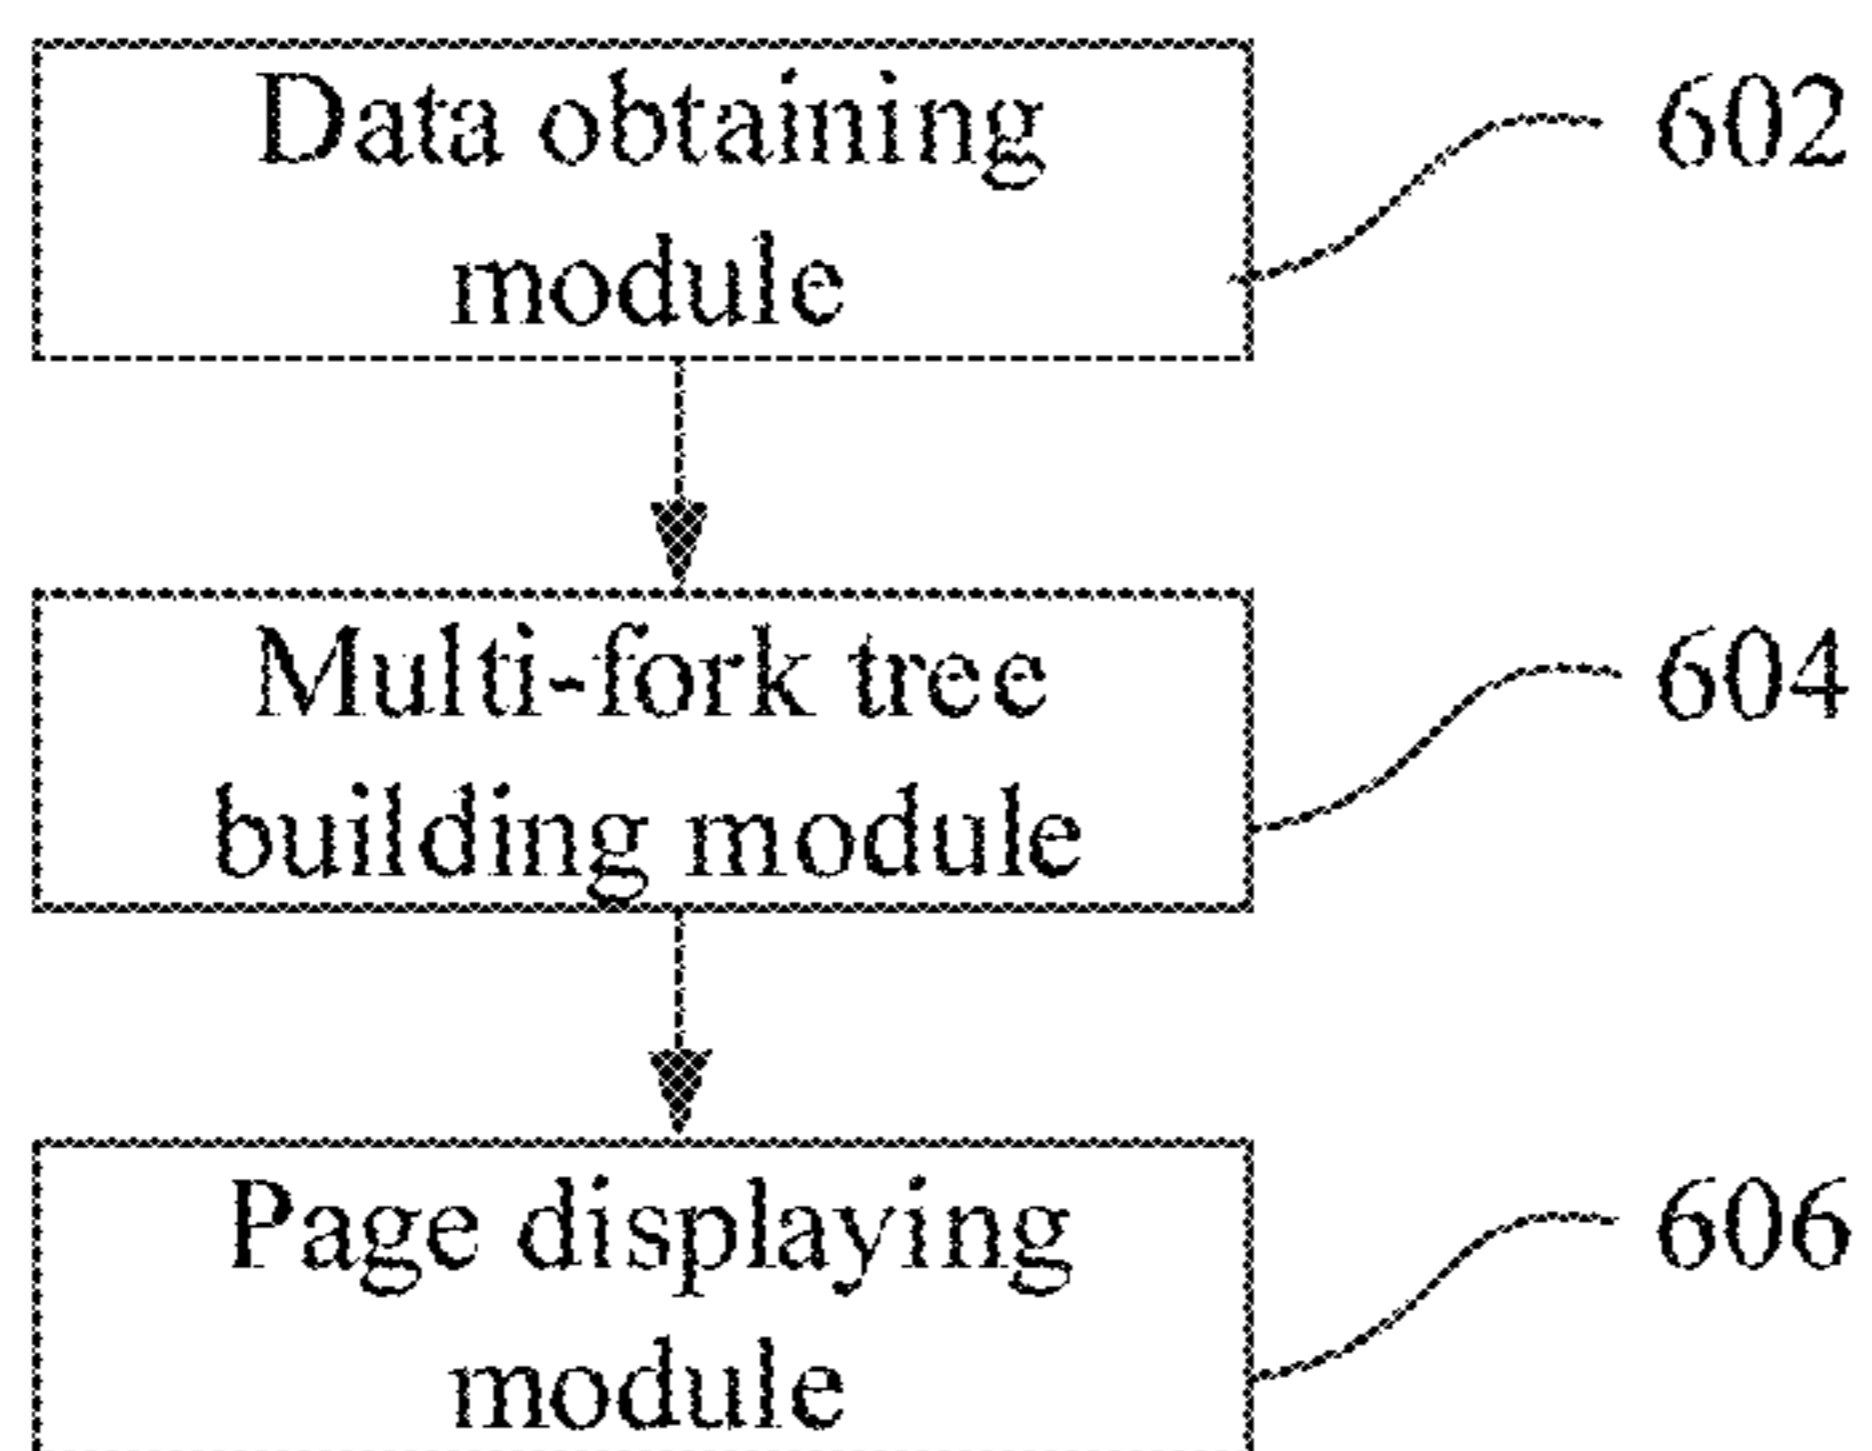 Data obtaining
module
602
Multi-fork tree
building module
604
Page displaying
module
606